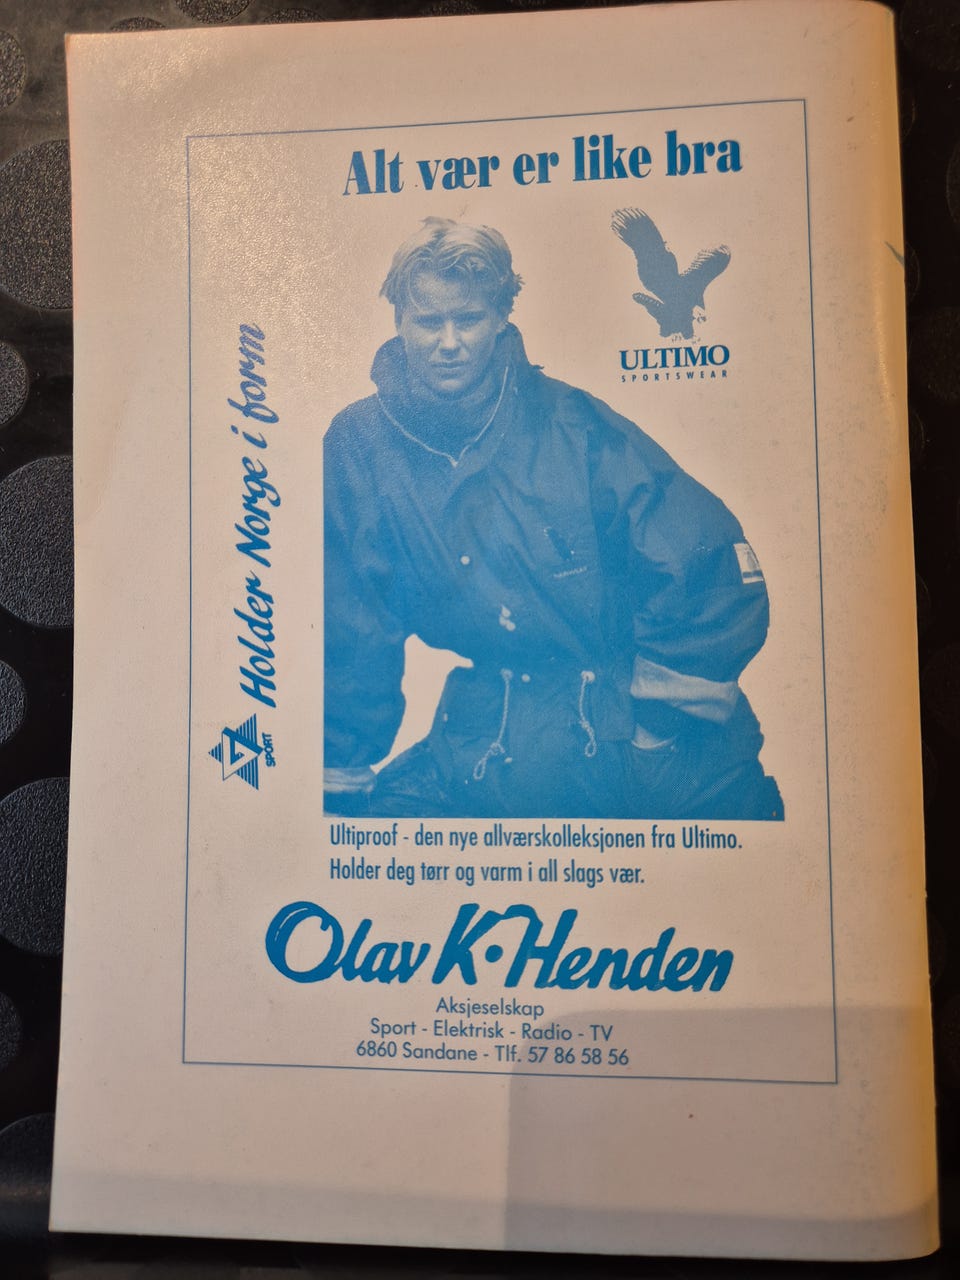 Alt vær er like bra
ULTIMO
SPORTSWEAR
Holder Norge i form
SPORT
Ultiproof - den nye allværskolleksjonen fra Ultimo.
Holder deg tørr og varm i all slags vær.
Olav K. Henden
Aksjeselskap
Sport - Elektrisk - Radio - TV
6860 Sandane - Tlf. 57 86 58 56